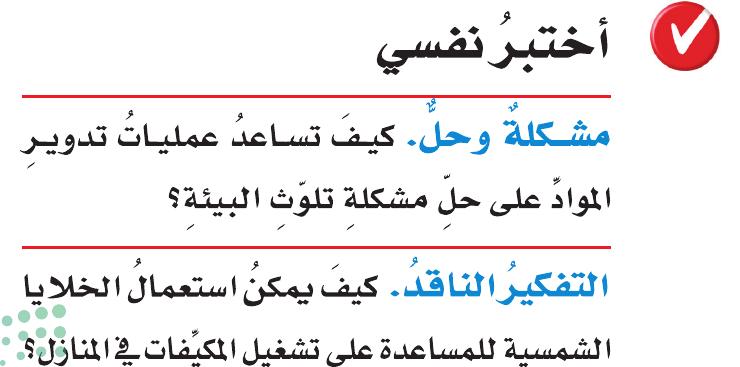 أختبرُ نفسي
مشكلةٌ وحلٌّ. كيفَ تساعدُ عملياتُ تدويرِ
الموادِّ على حلِّ مشكلةِ تلوّثِ البيئةِ؟
التفكيرُ الناقدُ. كيفَ يمكنُ استعمالُ الخلايا
الشمسية للمساعدة على تشغيل المكيِّفات في المنازل؟